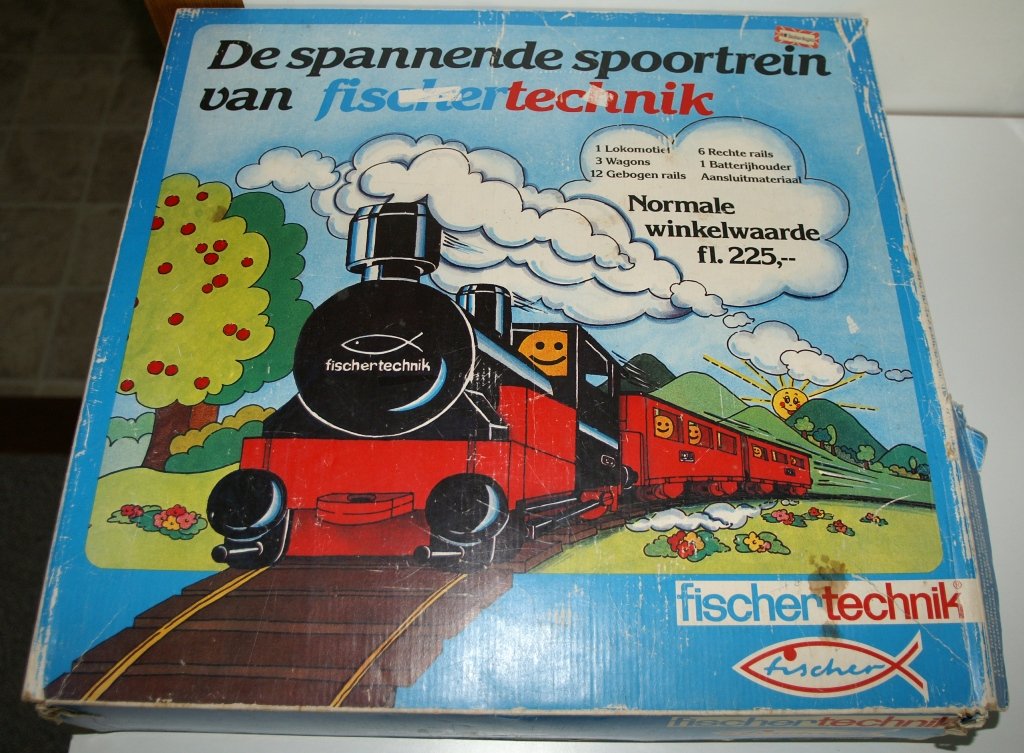 De spannende spoortrein
van fischertechnik
1 Lokomotief
3 Wagons
12 Gebogen rails
6 Rechte rails
1 Batterijhouder
Aansluitmateriaal
Normale
winkelwaarde
fl. 225,--
fischertechnik
fischertechnik®
fischer
fischertechnik